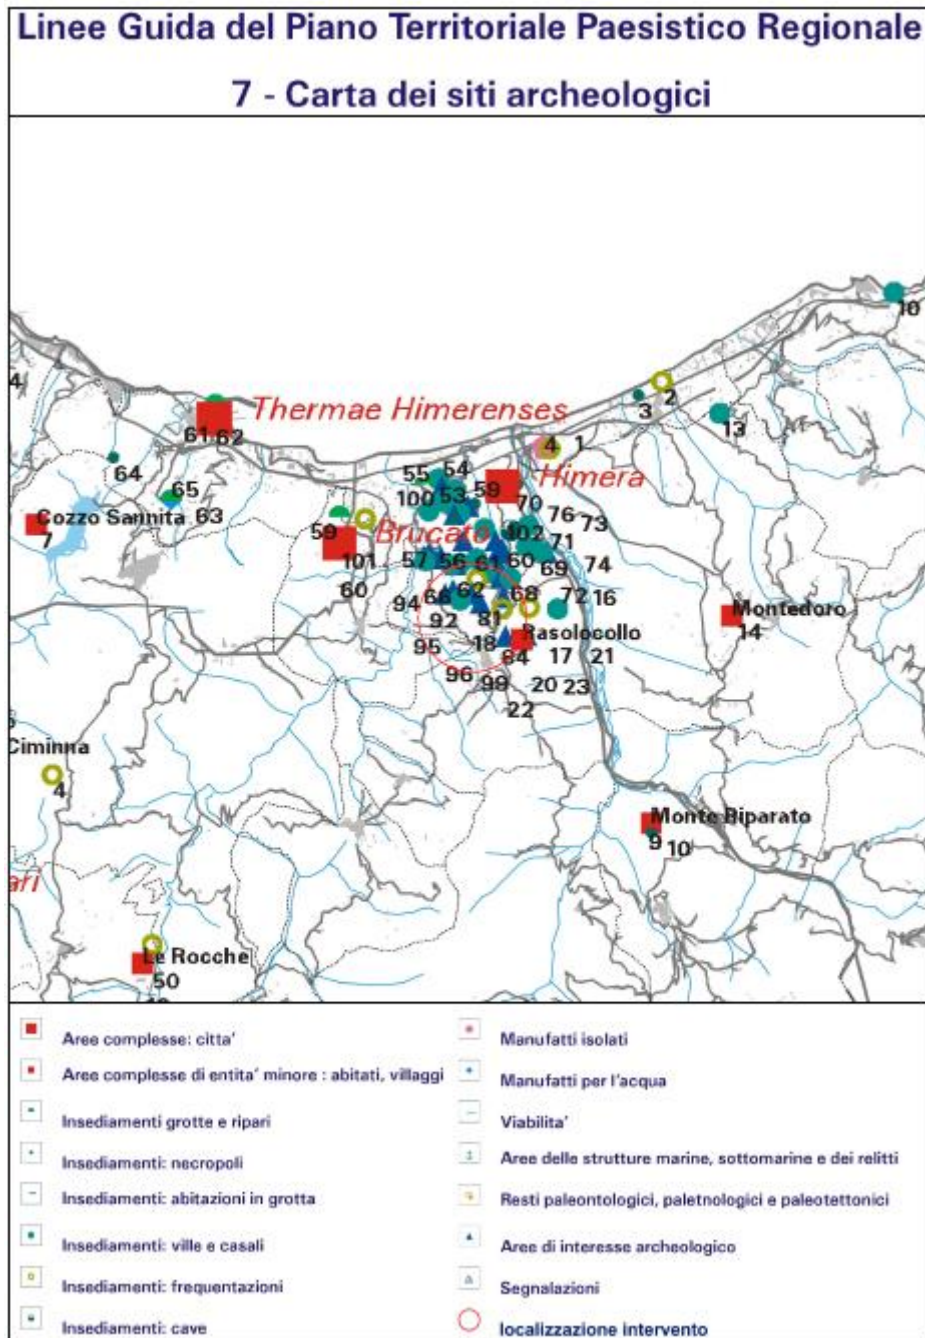 Linee Guida del Piano Territoriale Paesistico Regionale
7 - Carta dei siti archeologici
10
4
2
3
13
Thermae Himerenses
61 62
4 1
64
55 54
Himera
65
100 53 59
70
63
76 73
Cozzo Sannita
7
59
Brucato
102
71
101
57 56 61 60 69 74
60
94 66 62 68 72 16
92 81
Montedoro
14
95 18
Rasolocollo
84 17 21
96 99 20 23
22
Ciminna
4
Monte Riparato
9 10
ari
Le Rocche
50
Aree complesse: citta'
Aree complesse di entita' minore : abitati, villaggi
Insediamenti grotte e ripari
Insediamenti: necropoli
Insediamenti: abitazioni in grotta
Insediamenti: ville e casali
Insediamenti: frequentazioni
Insediamenti: cave
Manufatti isolati
Manufatti per l'acqua
Viabilita'
Aree delle strutture marine, sottomarine e dei relitti
Resti paleontologici, paletnologici e paleotettonici
Aree di interesse archeologico
Segnalazioni
localizzazione intervento